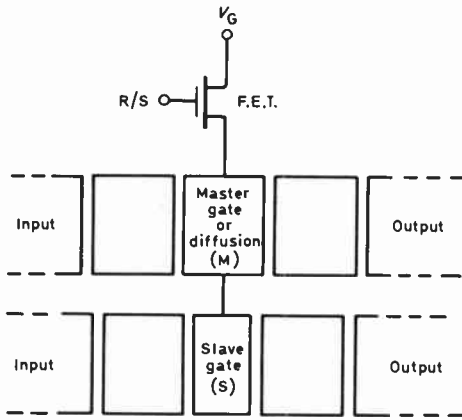 V_G
R/S
F.E.T.
Input
Master
gate
or
diffusion
(M)
Output
Input
Slave
gate
(S)
Output